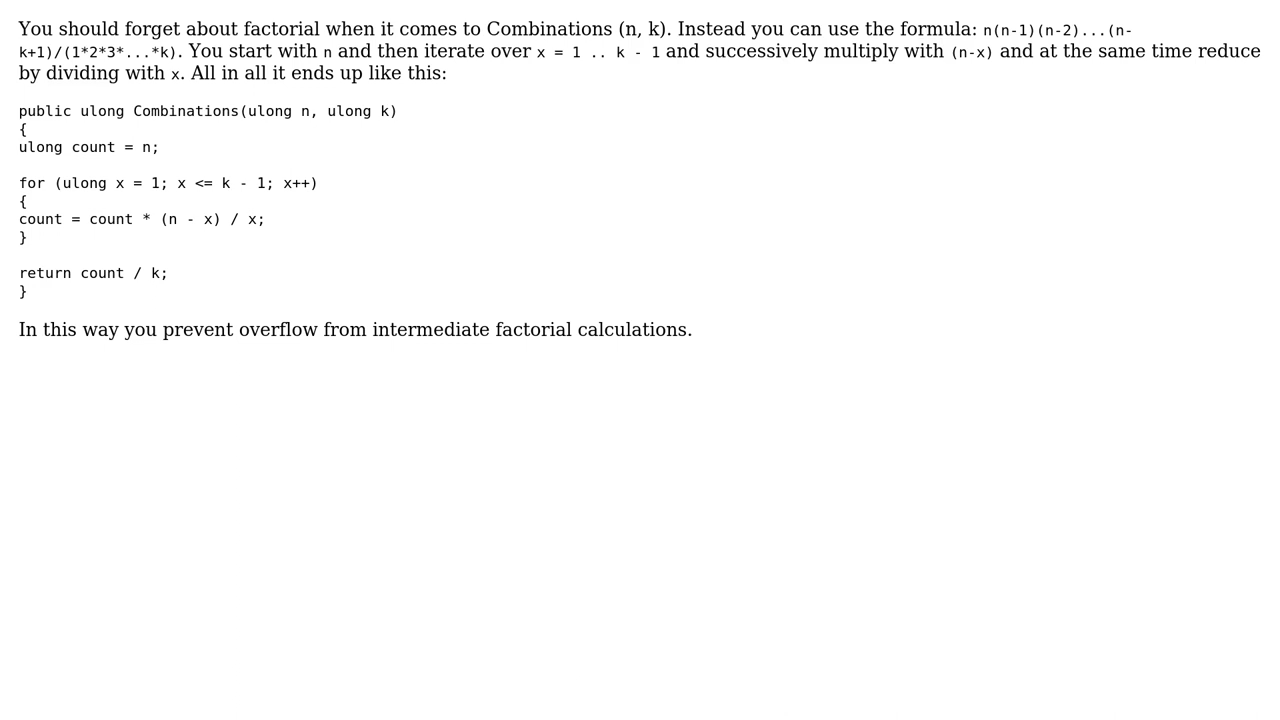 You should forget about factorial when it comes to Combinations (n, k). Instead you can use the formula: n(n-1)(n-2)...(n-
k+1)/(1*2*3*...*k). You start with n and then iterate over x = 1 .. k - 1 and successively multiply with (n-x) and at the same time reduce
by dividing with x. All in all it ends up like this:
public ulong Combinations(ulong n, ulong k)
{
ulong count = n;
for (ulong x = 1; x <= k - 1; x++)
{
count = count * (n - x) / x;
}
return count / k;
}
In this way you prevent overflow from intermediate factorial calculations.